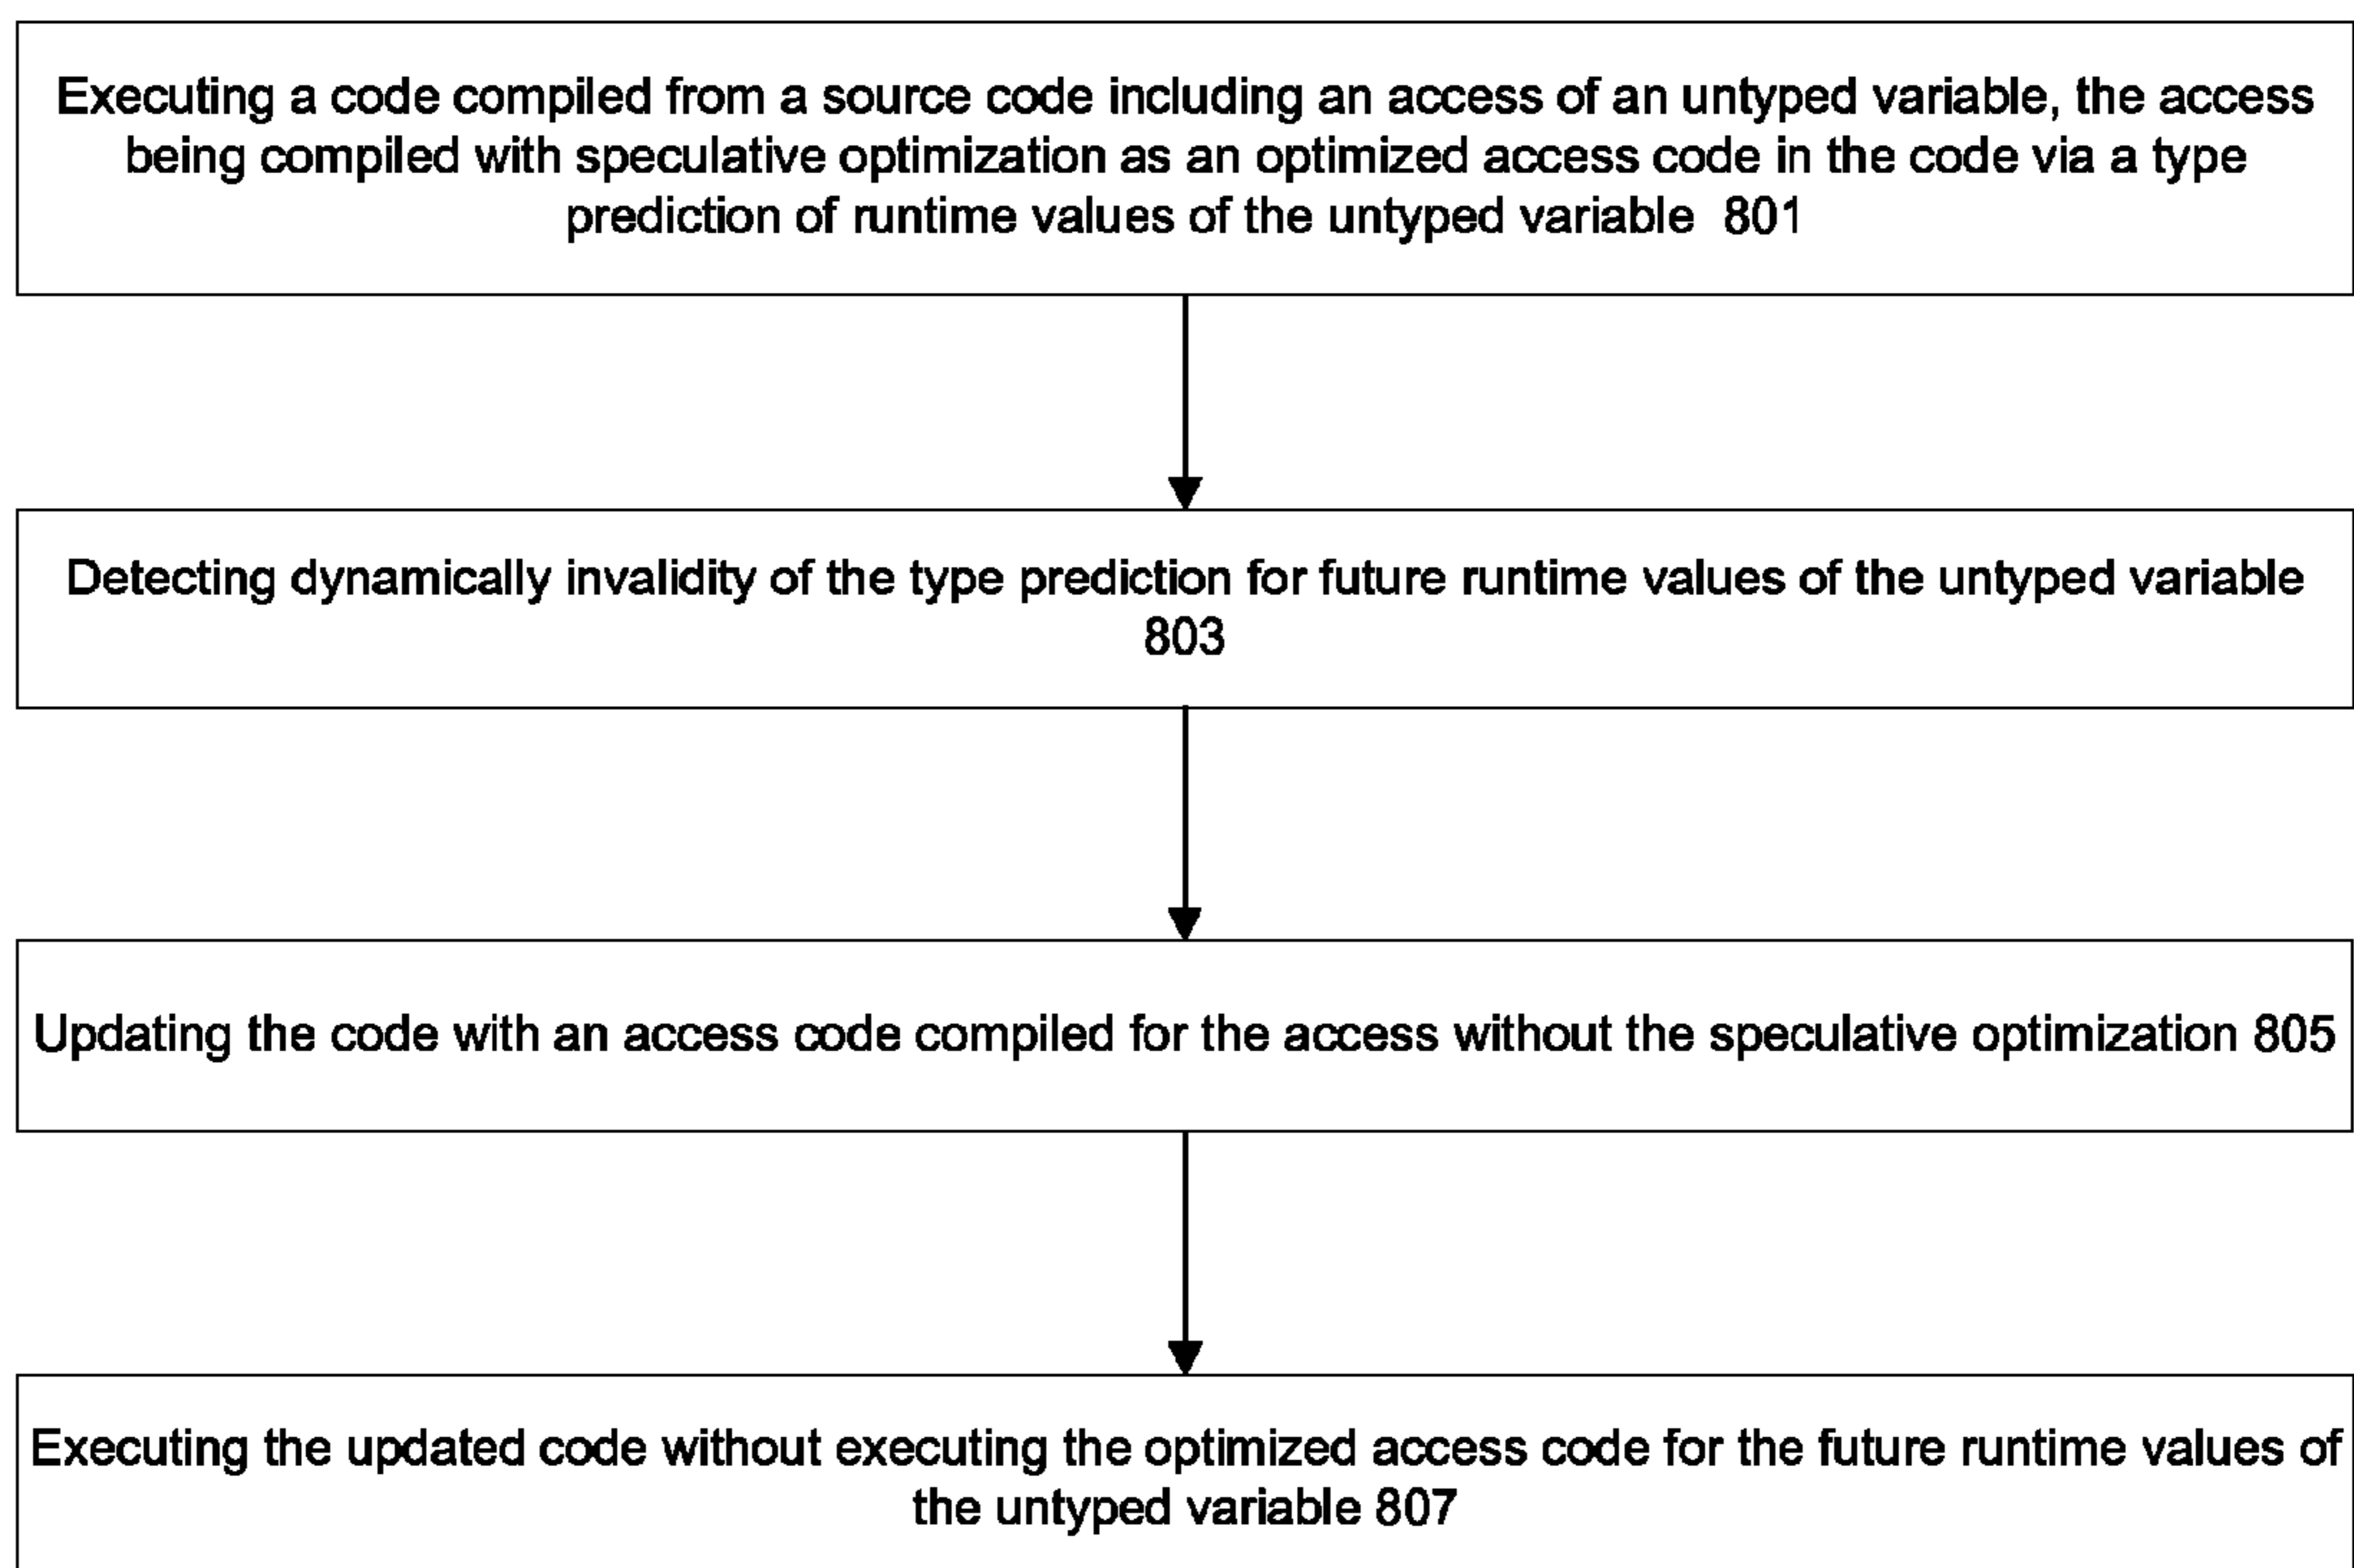 Executing a code compiled from a source code including an access of an untyped variable, the access
being compiled with speculative optimization as an optimized access code in the code via a type
prediction of runtime values of the untyped variable 801
Detecting dynamically invalidity of the type prediction for future runtime values of the untyped variable
803
Updating the code with an access code compiled for the access without the speculative optimization 805
Executing the updated code without executing the optimized access code for the future runtime values of
the untyped variable 807